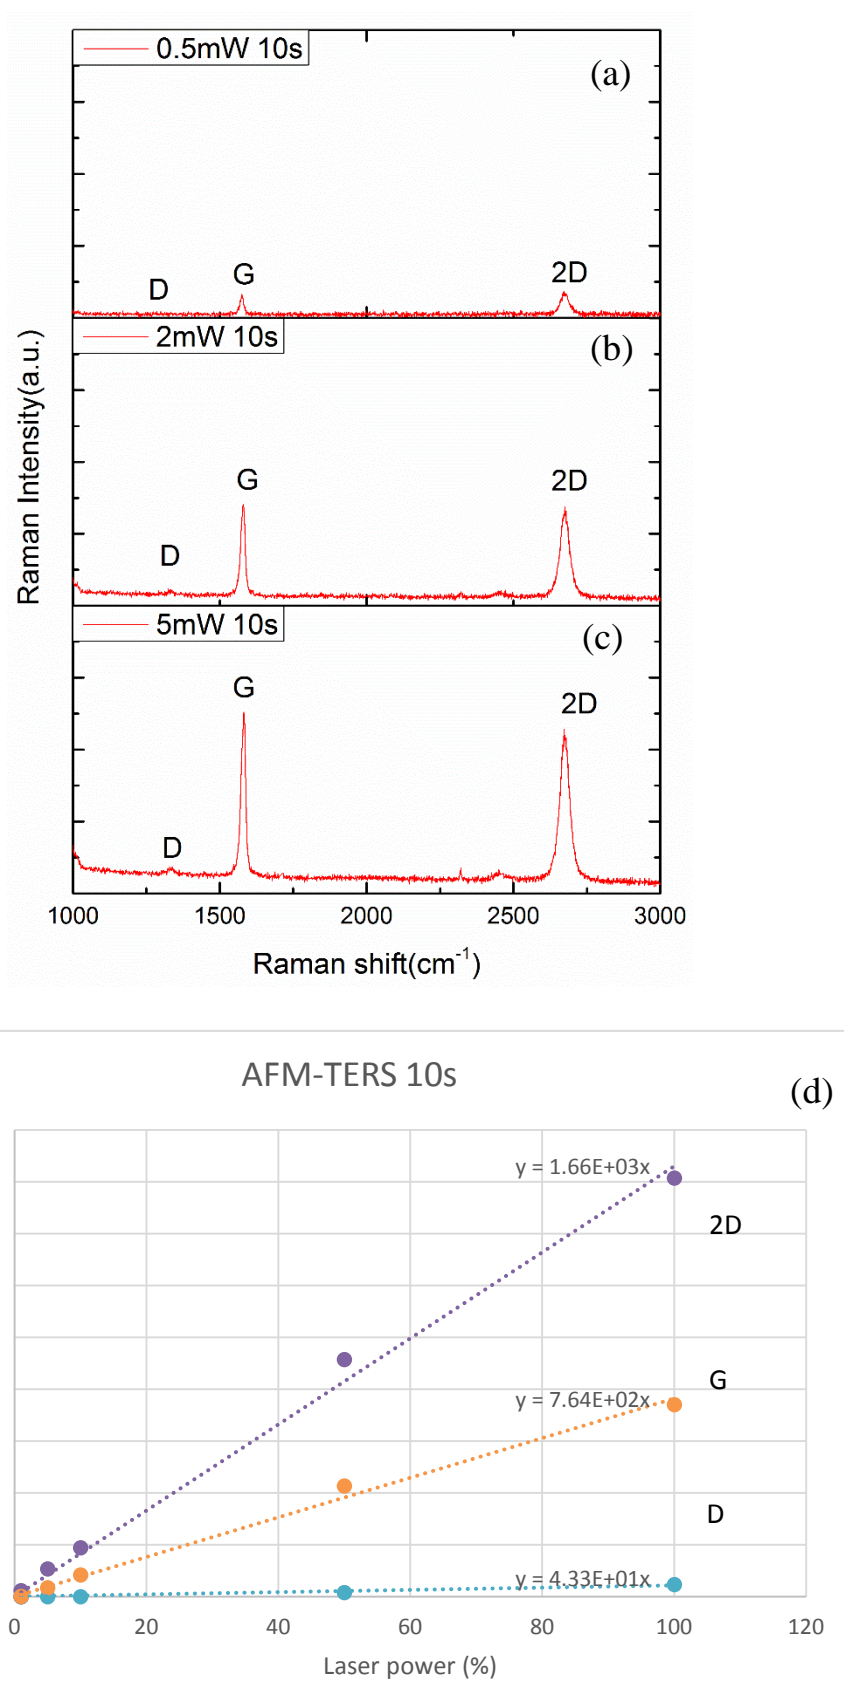 0.5mW 10s
(a)
D
G
2D
2mW 10s
(b)
D
G
2D
5mW 10s
(c)
D
G
2D
Raman Intensity(a.u.)
1000 1500 2000 2500 3000
Raman shift(cm⁻¹)
AFM-TERS 10s
(d)
y = 1.66E+03x
2D
G
y = 7.64E+02x
D
y = 4.33E+01x
0 20 40 60 80 100 120
Laser power (%)